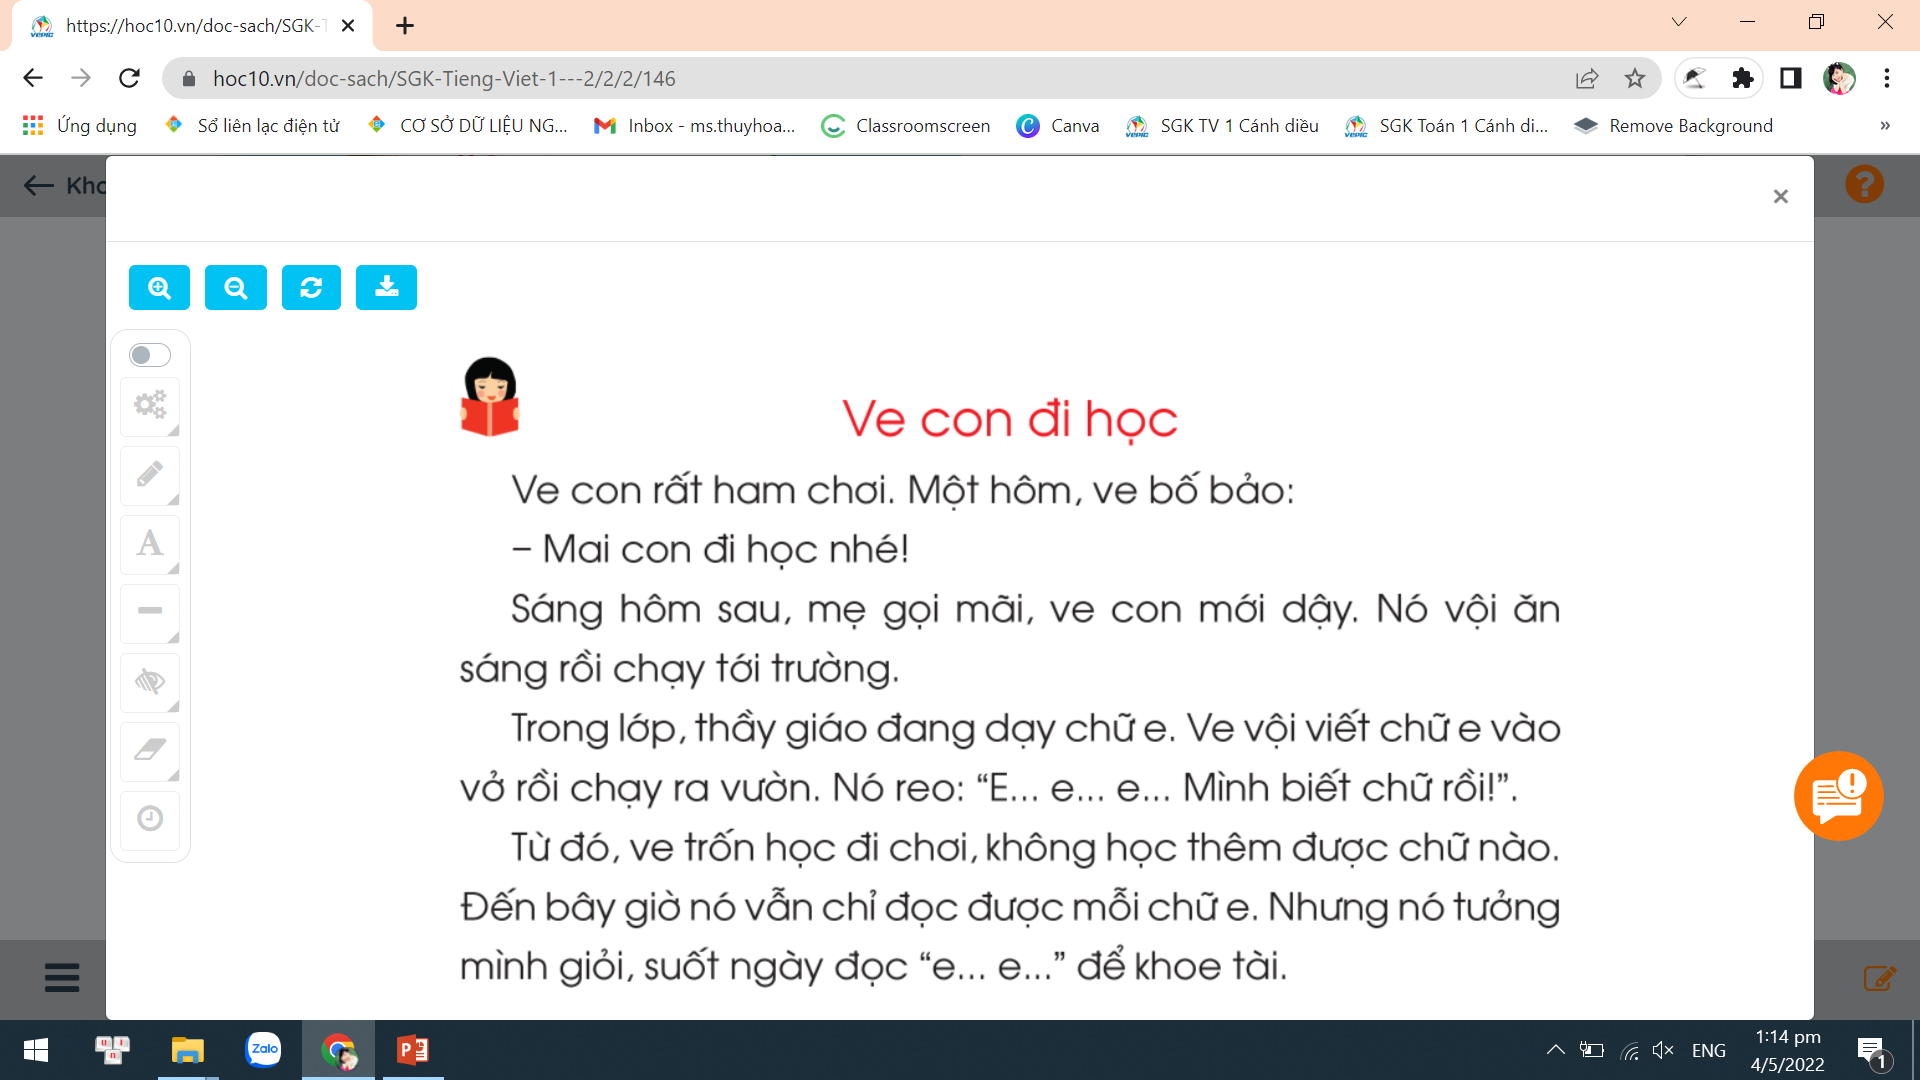 https://hoc10.vn/doc-sach/SGK-T
hoc10.vn/doc-sach/SGK-Tieng-Viet-1---2/2/2/146
Ứng dụng Sổ liên lạc điện tử CƠ SỞ DỮ LIỆU NG... Inbox - ms.thuyhoa... Classroomscreen Canva SGK TV 1 Cánh diều SGK Toán 1 Cánh di... Remove Background »
Kho
Ve con đi học
Ve con rất ham chơi. Một hôm, ve bố bảo:
– Mai con đi học nhé!
Sáng hôm sau, mẹ gọi mãi, ve con mới dậy. Nó vội ăn
sáng rồi chạy tới trường.
Trong lớp, thầy giáo đang dạy chữ e. Ve vội viết chữ e vào
vở rồi chạy ra vườn. Nó reo: “E... e... e... Mình biết chữ rồi!”.
Từ đó, ve trốn học đi chơi, không học thêm được chữ nào.
Đến bây giờ nó vẫn chỉ đọc được mỗi chữ e. Nhưng nó tưởng
mình giỏi, suốt ngày đọc “e... e...” để khoe tài.
Zalo
ENG
1:14 pm
4/5/2022
1